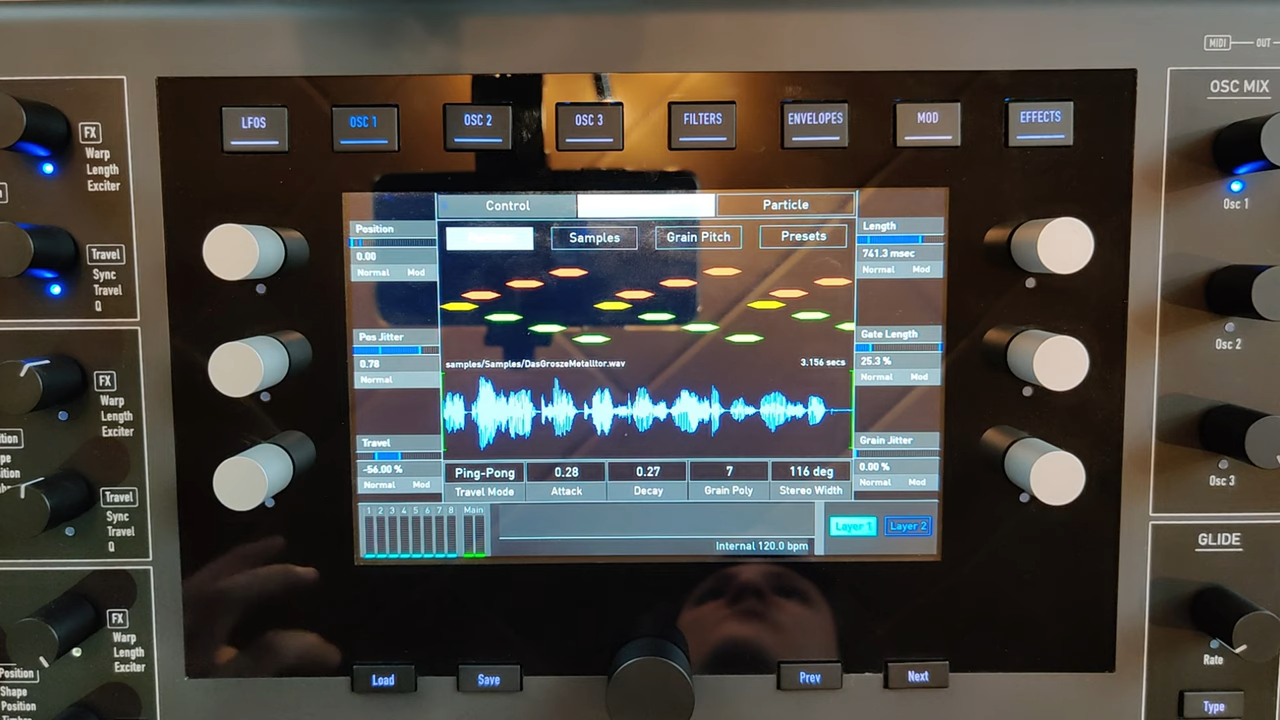 MIDI OUT
LFOS OSC 1 OSC 2 OSC 3 FILTERS ENVELOPES MOD EFFECTS
FX
Warp
Length
Exciter
Travel
Sync
Travel
Q
FX
Warp
Length
Exciter
Travel
Sync
Travel
Q
FX
Warp
Length
Exciter
Position
Shape
Position
Control Particle
Samples Grain Pitch Presets
Position
0.00
Normal Mod
Pos Jitter
0.78
Normal
Travel
-56.00 %
Normal Mod
samples/Samples/DasGroszeMetalltor.wav 3.156 secs
Length
741.3 msec
Normal Mod
Gate Length
25.3 %
Normal Mod
Grain Jitter
0.00 %
Normal Mod
Ping-Pong 0.28 0.27 7 116 deg
Travel Mode Attack Decay Grain Poly Stereo Width
1 2 3 4 5 6 7 8 Main
Internal 120.0 bpm
Layer 1 Layer 2
Load Save Prev Next
OSC MIX
Osc 1
Osc 2
Osc 3
GLIDE
Rate
Type